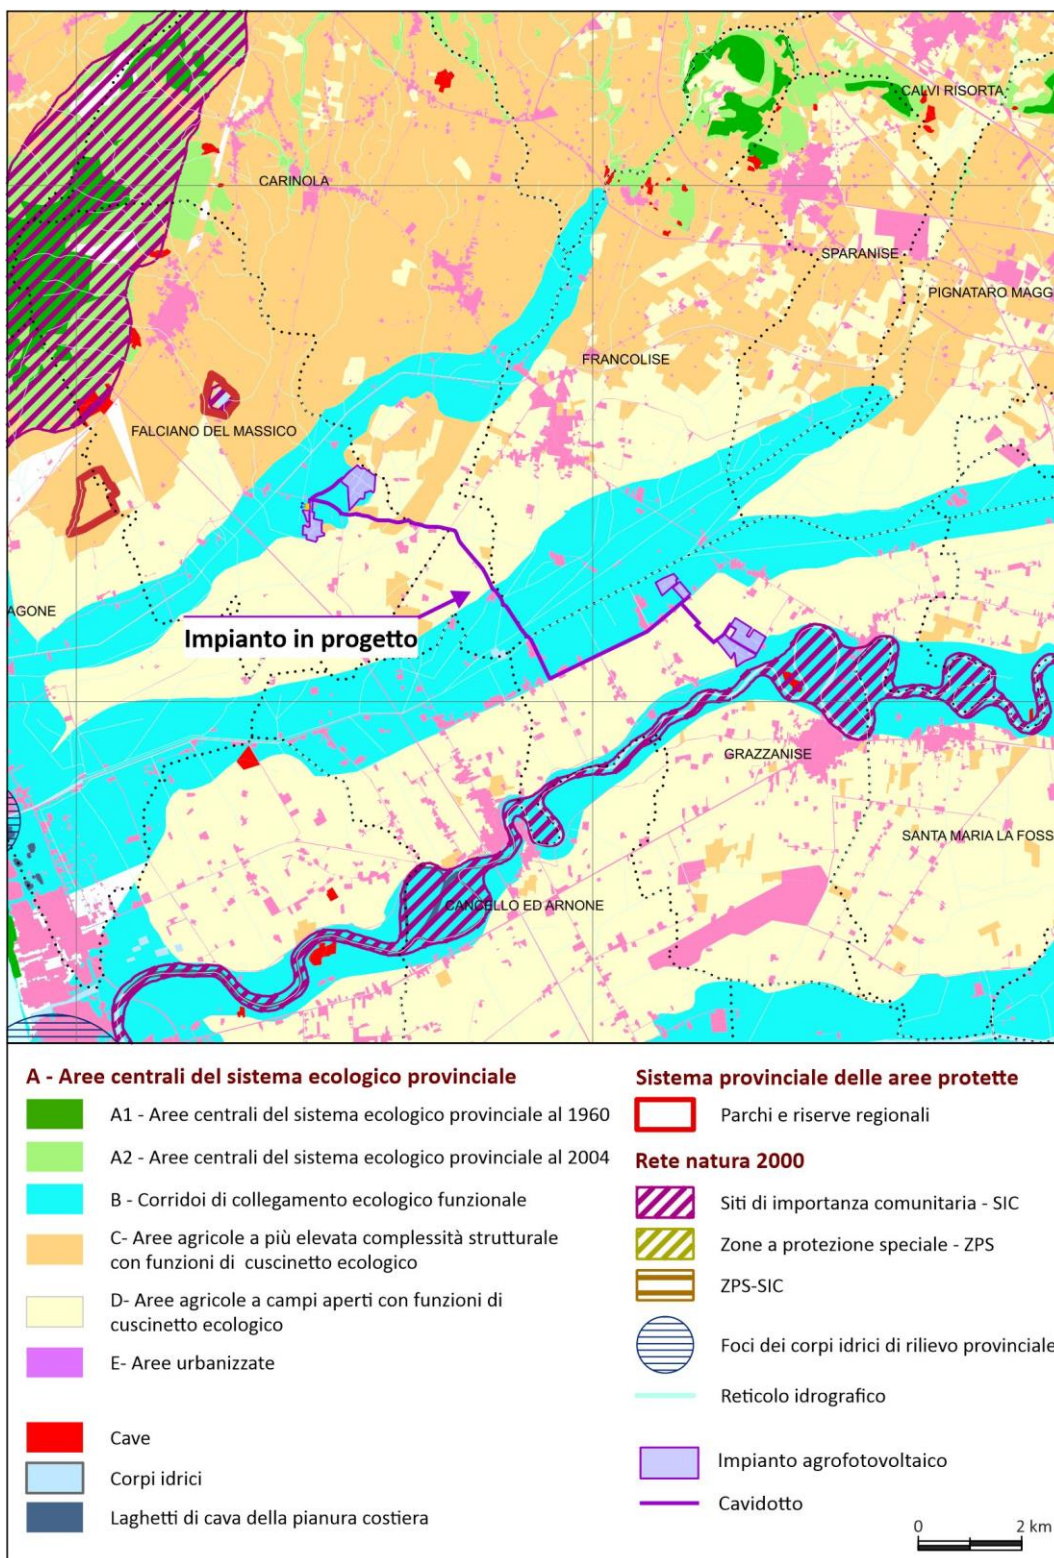 CALVI RISORTA
CARINOLA
SPARANISE
PIGNATARO MAGG
FRANCOLISE
FALCIANO DEL MASSICO
AGONE
Impianto in progetto
GRAZZANISE
SANTA MARIA LA FOSS
CANCELLO ED ARNONE
A - Aree centrali del sistema ecologico provinciale
A1 - Aree centrali del sistema ecologico provinciale al 1960
A2 - Aree centrali del sistema ecologico provinciale al 2004
B - Corridoi di collegamento ecologico funzionale
C- Aree agricole a più elevata complessità strutturale
con funzioni di cuscinetto ecologico
D- Aree agricole a campi aperti con funzioni di
cuscinetto ecologico
E- Aree urbanizzate
Cave
Corpi idrici
Laghetti di cava della pianura costiera
Sistema provinciale delle aree protette
Parchi e riserve regionali
Rete natura 2000
Siti di importanza comunitaria - SIC
Zone a protezione speciale - ZPS
ZPS-SIC
Foci dei corpi idrici di rilievo provinciale
Reticolo idrografico
Impianto agrofotovoltaico
Cavidotto
0 2 km